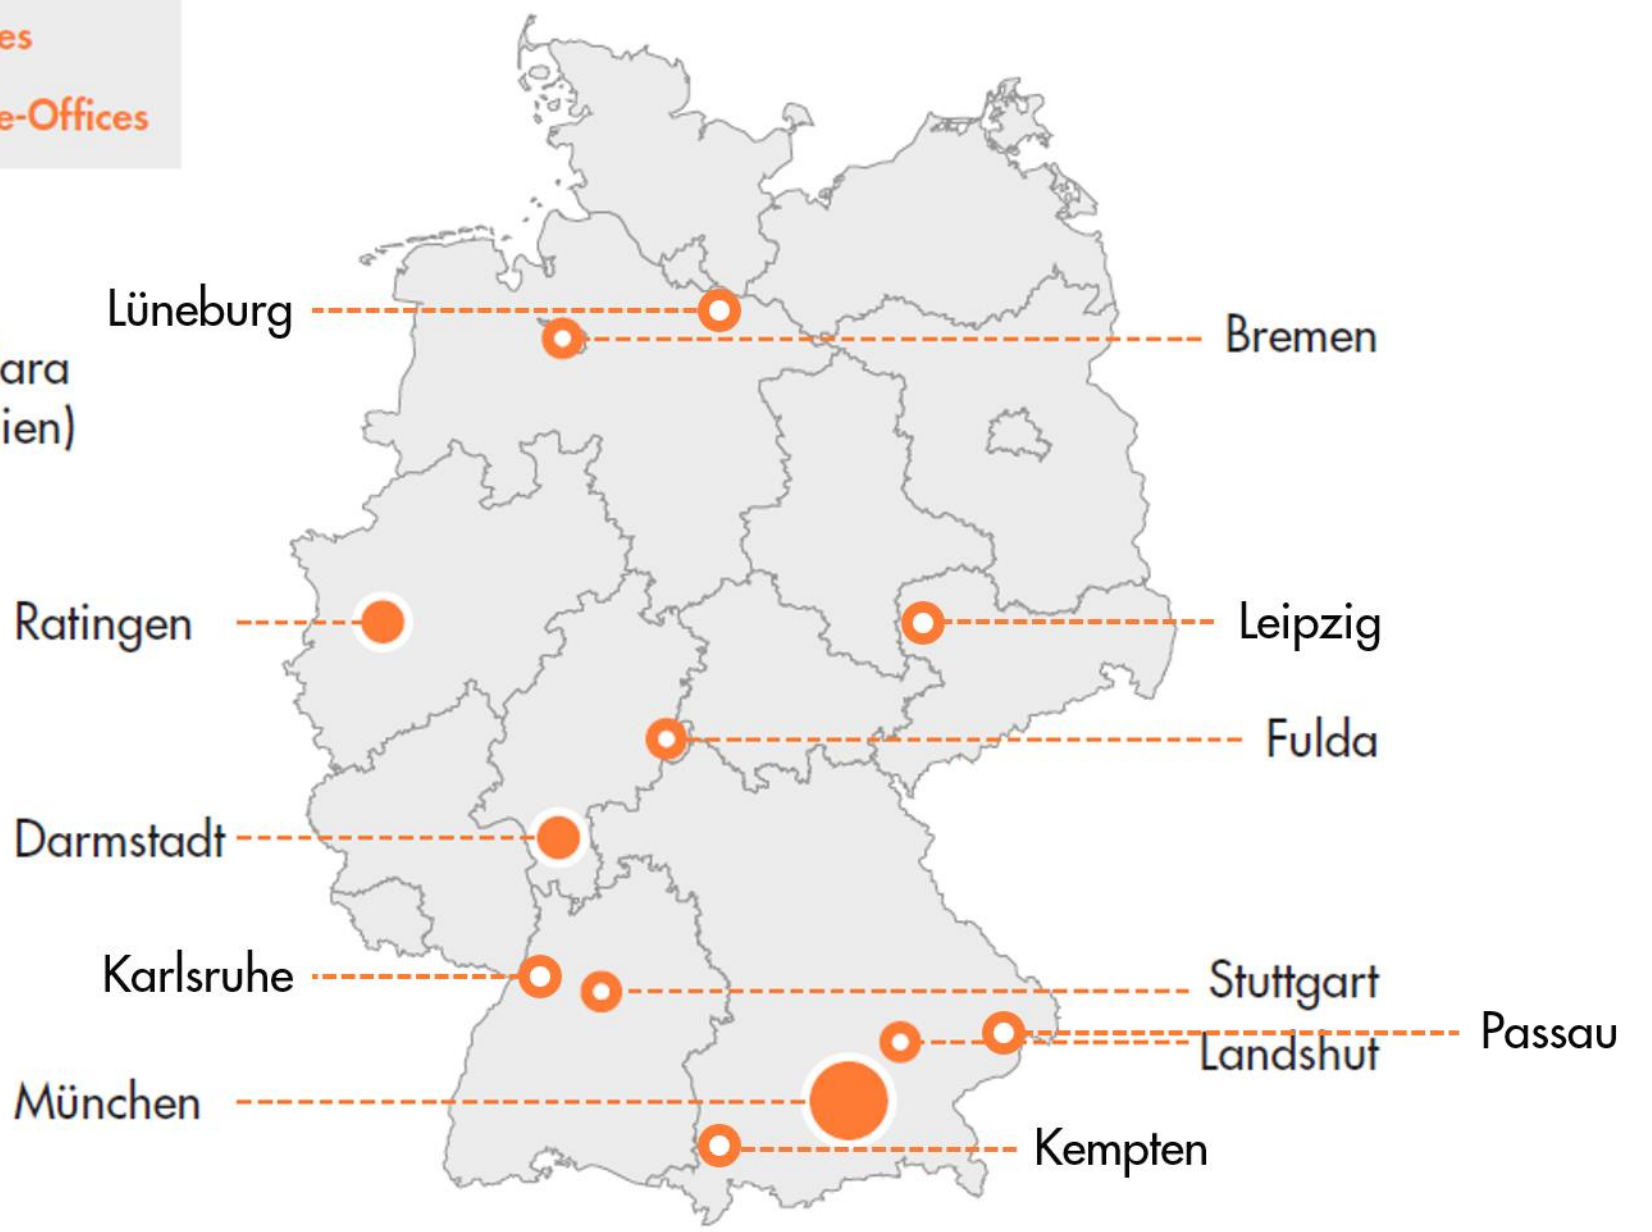 es
e-Offices
Lüneburg
Bremen
ara
ien)
Ratingen
Leipzig
Fulda
Darmstadt
Karlsruhe
Stuttgart
Passau
Landshut
München
Kempten